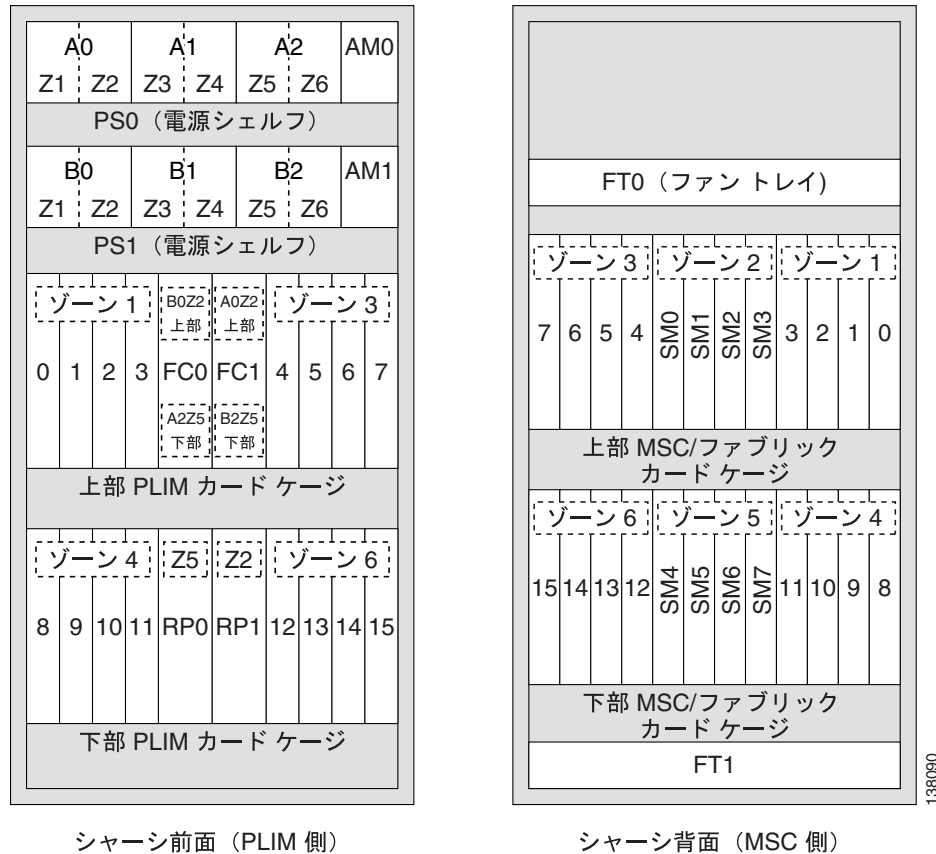 A0 A1 A2 AM0
Z1 Z2 Z3 Z4 Z5 Z6
PS0（電源シェルフ）
B0 B1 B2 AM1
Z1 Z2 Z3 Z4 Z5 Z6
PS1（電源シェルフ）
ゾーン 1 B0Z2 上部 A0Z2 上部 ゾーン 3
0 1 2 3 FC0 FC1 4 5 6 7
A2Z5 下部 B2Z5 下部
上部 PLIM カード ケージ
ゾーン 4 Z5 Z2 ゾーン 6
8 9 10 11 RP0 RP1 12 13 14 15
下部 PLIM カード ケージ
シャーシ前面（PLIM 側）
FT0（ファン トレイ)
ゾーン 3 ゾーン 2 ゾーン 1
7 6 5 4 SM0 SM1 SM2 SM3 3 2 1 0
上部 MSC/ファブリック
カード ケージ
ゾーン 6 ゾーン 5 ゾーン 4
15 14 13 12 SM4 SM5 SM6 SM7 11 10 9 8
下部 MSC/ファブリック
カード ケージ
FT1
シャーシ背面（MSC 側）
138090